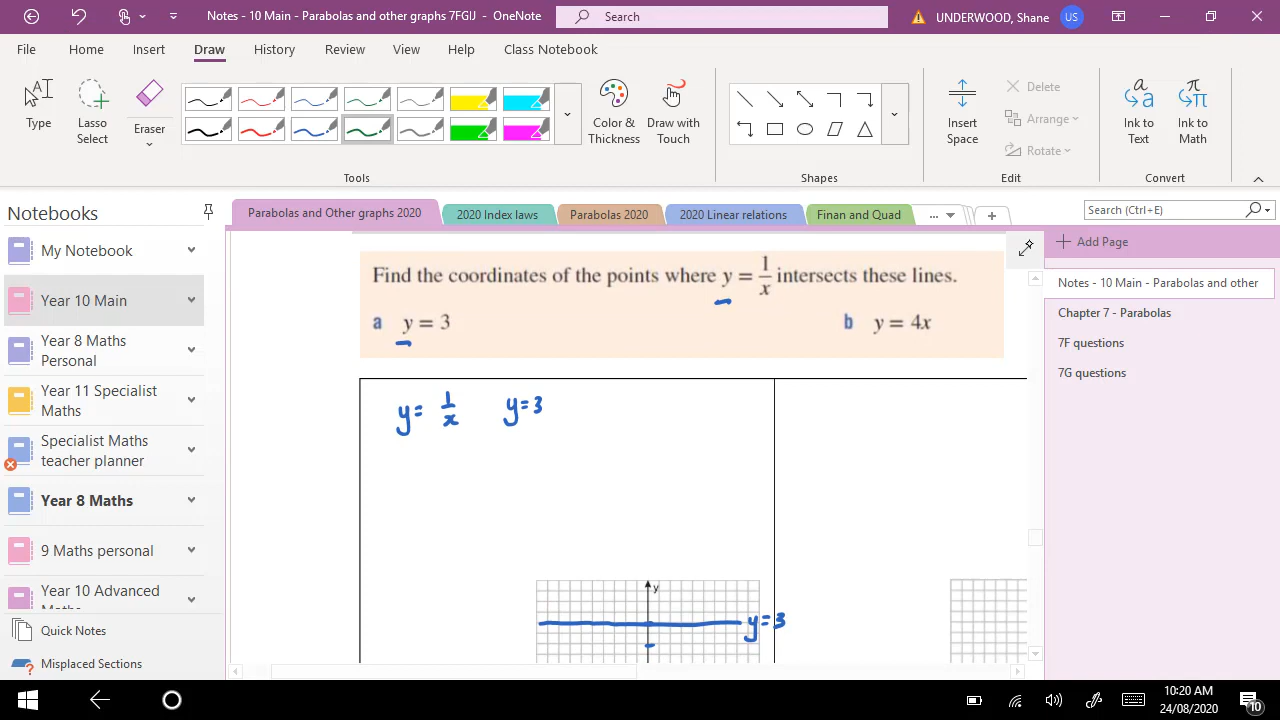 Notes - 10 Main - Parabolas and other graphs 7FGIJ - OneNote
Search
UNDERWOOD, Shane
US
File Home Insert Draw History Review View Help Class Notebook
Type
Lasso Select
Eraser
Color & Thickness
Draw with Touch
Insert Space
Delete
Arrange
Rotate
Ink to Text
Ink to Math
Tools
Shapes
Edit
Convert
Notebooks
Parabolas and Other graphs 2020
2020 Index laws
Parabolas 2020
2020 Linear relations
Finan and Quad
...
Search (Ctrl+E)
My Notebook
Year 10 Main
Year 8 Maths Personal
Year 11 Specialist Maths
Specialist Maths teacher planner
Year 8 Maths
9 Maths personal
Year 10 Advanced Maths
Quick Notes
Misplaced Sections
Find the coordinates of the points where y = 1/x intersects these lines.
a y = 3
b y = 4x
y = 1/x y = 3
y
y = 3
Add Page
Notes - 10 Main - Parabolas and other
Chapter 7 - Parabolas
7F questions
7G questions
10:20 AM
24/08/2020
10